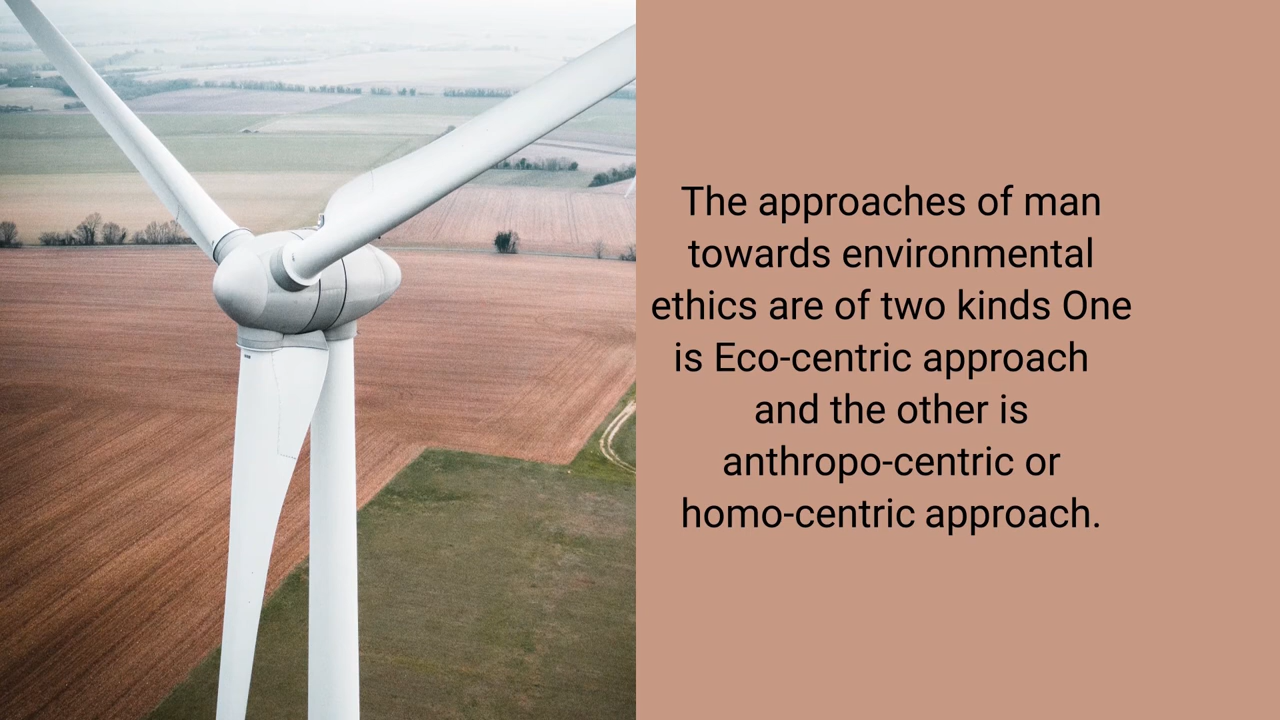 The approaches of man
towards environmental
ethics are of two kinds One
is Eco-centric approach
and the other is
anthropo-centric or
homo-centric approach.